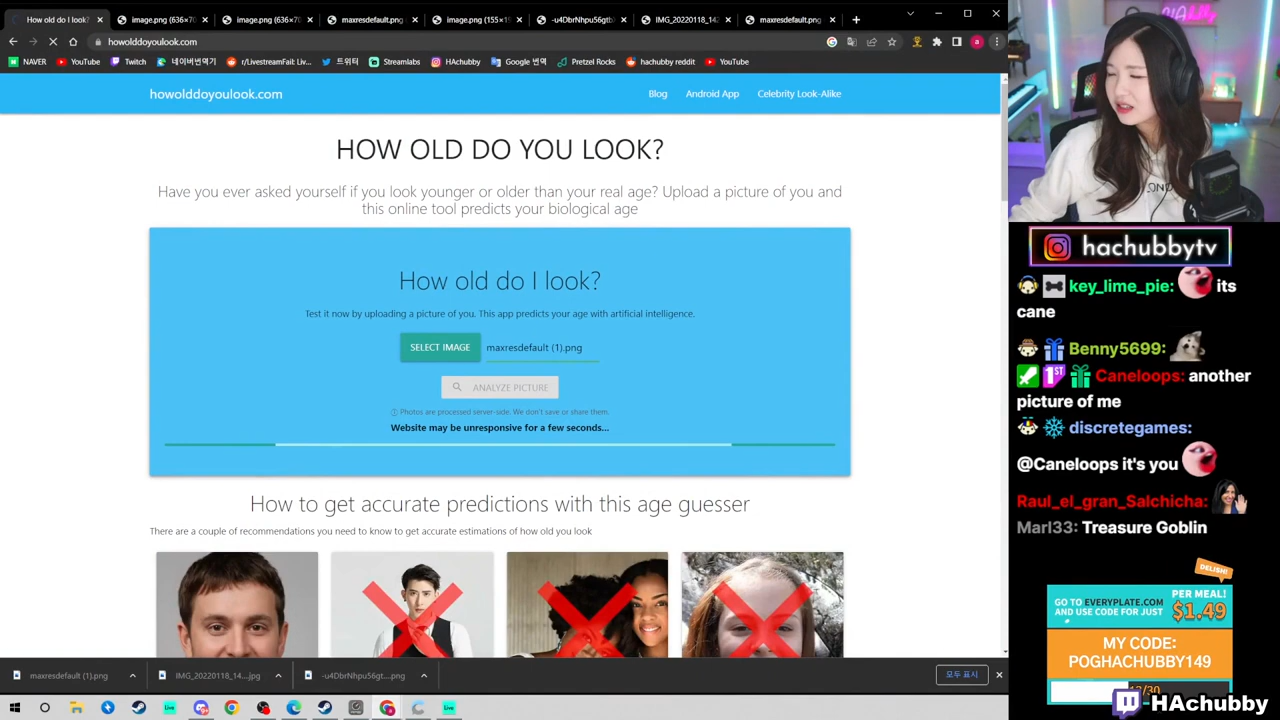 How old do I look?
image.png (636×70
image.png (636×70
maxresdefault.png
image.png (155×19
-u4DbrNhpu56gtb
IMG_20220118_142
maxresdefault.png
howolddoyoulook.com
NAVER
YouTube
Twitch
네이버번역기
r/LivestreamFail: L...
트위터
Streamlabs
HAchubby
Google 번역
Pretzel Rocks
hachubby reddit
YouTube
howolddoyoulook.com
Blog
Android App
Celebrity Look-Alike
HOW OLD DO YOU LOOK?
Have you ever asked yourself if you look younger or older than your real age? Upload a picture of you and
this online tool predicts your biological age
How old do I look?
Test it now by uploading a picture of you. This app predicts your age with artificial intelligence.
SELECT IMAGE
maxresdefault (1).png
ANALYZE PICTURE
Photos are processed server-side. We don't save or share them.
Website may be unresponsive for a few seconds...
How to get accurate predictions with this age guesser
There are a couple of recommendations you need to know to get accurate estimations of how old you look
maxresdefault (1).png
IMG_20220118_14....jpg
-u4DbrNhpu56gt....png
모두 표시
hachubbytv
key_lime_pie: its
cane
Benny5699:
Caneloops: another
picture of me
discretegames:
@Caneloops it's you
Raul_el_gran_Salchicha:
Marl33: Treasure Goblin
DELISH!
GO TO EVERYPLATE.COM
AND USE CODE FOR JUST
PER MEAL!
$1.49
MY CODE:
POGHACHUBBY149
HAchubby